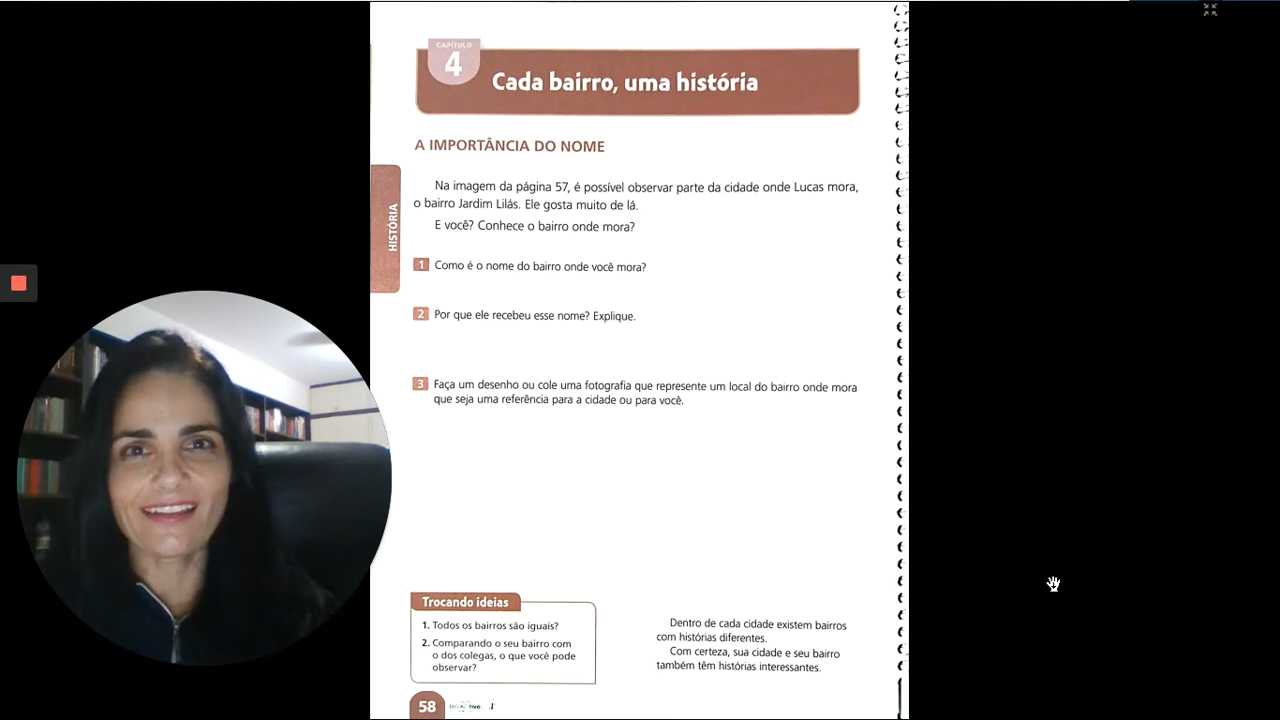 CAPÍTULO
4
Cada bairro, uma história
A IMPORTÂNCIA DO NOME
Na imagem da página 57, é possível observar parte da cidade onde Lucas mora,
o bairro Jardim Lilás. Ele gosta muito de lá.
E você? Conhece o bairro onde mora?
HISTÓRIA
1 Como é o nome do bairro onde você mora?
2 Por que ele recebeu esse nome? Explique.
3 Faça um desenho ou cole uma fotografia que represente um local do bairro onde mora
que seja uma referência para a cidade ou para você.
Trocando ideias
1. Todos os bairros são iguais?
2. Comparando o seu bairro com
o dos colegas, o que você pode
observar?
Dentro de cada cidade existem bairros
com histórias diferentes.
Com certeza, sua cidade e seu bairro
também têm histórias interessantes.
58